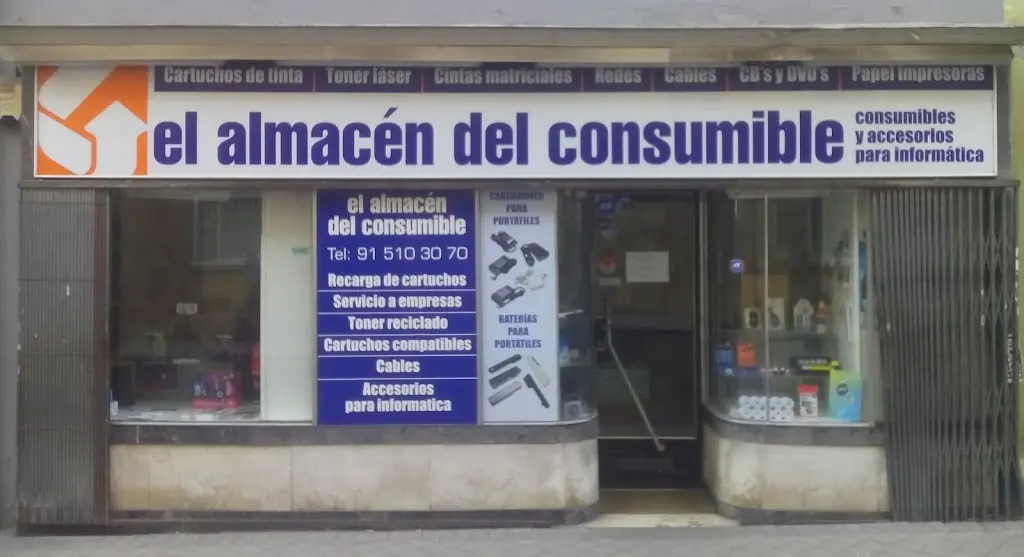 Cartuchos de tinta Toner láser Cintas matriciales Redes Cables CD's y DVD's Papel impresoras
el almacén del consumible
consumibles
y accesorios
para informática
el almacén
del consumible
Tel: 91 510 30 70
Recarga de cartuchos
Servicio a empresas
Toner reciclado
Cartuchos compatibles
Cables
Accesorios
para informatica
CARGADORES
PARA
PORTÁTILES
BATERÍAS
PARA
PORTÁTILES